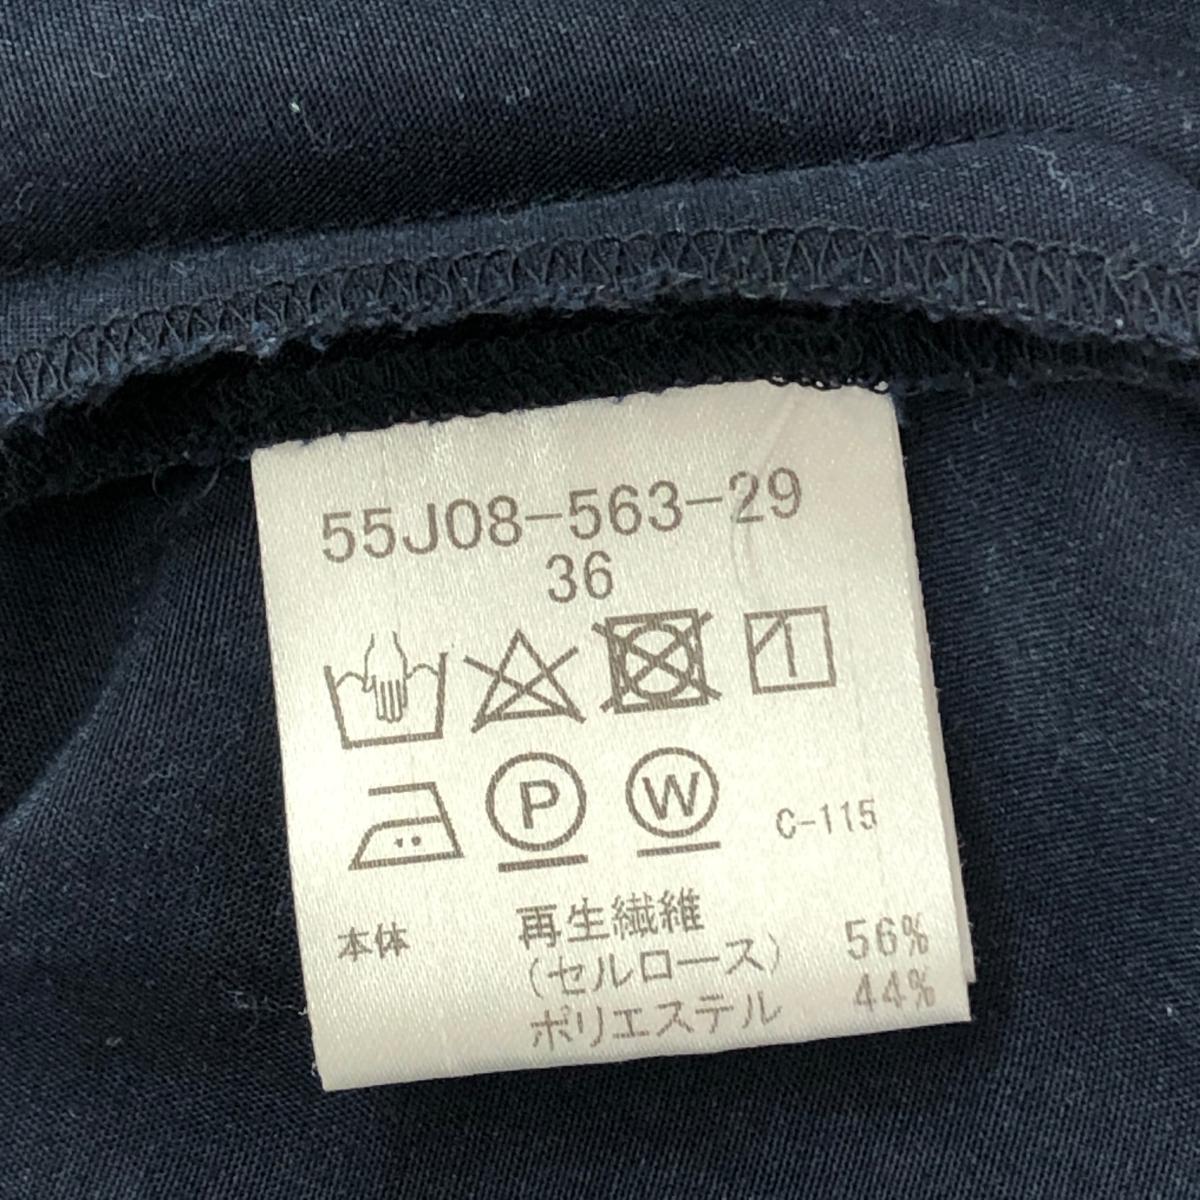 55J08-563-29
36
P W C-115
本体 再生繊維
(セルロース) 56%
ポリエステル 44%